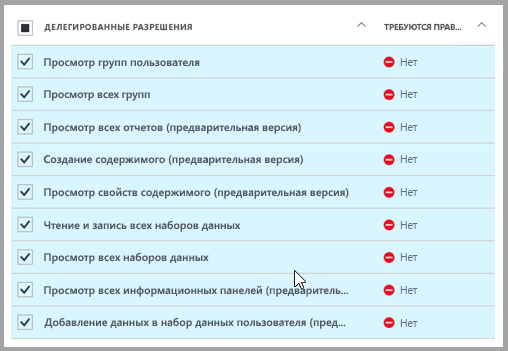 ДЕЛЕГИРОВАННЫЕ РАЗРЕШЕНИЯ ТРЕБУЮТСЯ ПРАВ...
Просмотр групп пользователя Нет
Просмотр всех групп Нет
Просмотр всех отчетов (предварительная версия) Нет
Создание содержимого (предварительная версия) Нет
Просмотр свойств содержимого (предварительная версия) Нет
Чтение и запись всех наборов данных Нет
Просмотр всех наборов данных Нет
Просмотр всех информационных панелей (предваритель... Нет
Добавление данных в набор данных пользователя (пред... Нет